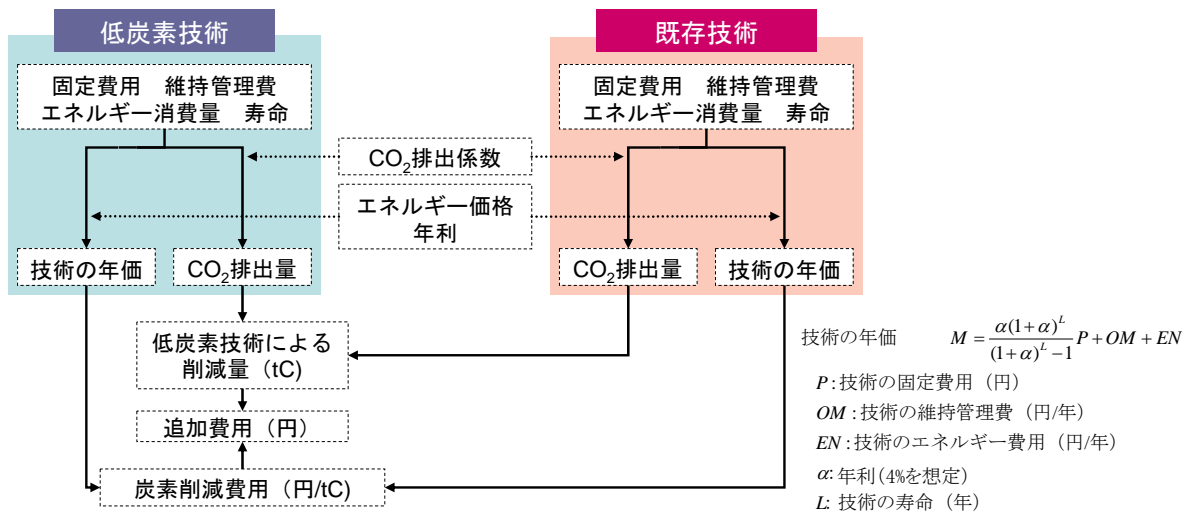 低炭素技術
既存技術
固定費用　維持管理費
エネルギー消費量　寿命
固定費用　維持管理費
エネルギー消費量　寿命
CO₂排出係数
エネルギー価格
年利
技術の年価
CO₂排出量
CO₂排出量
技術の年価
低炭素技術による
削減量（tC)
追加費用（円）
炭素削減費用（円/tC)
技術の年価　M = \frac{α(1+α)^L}{(1+α)^L −1} P + OM + EN
P : 技術の固定費用（円）
OM : 技術の維持管理費（円/年）
EN : 技術のエネルギー費用（円/年）
α: 年利(4%を想定)
L: 技術の寿命（年）